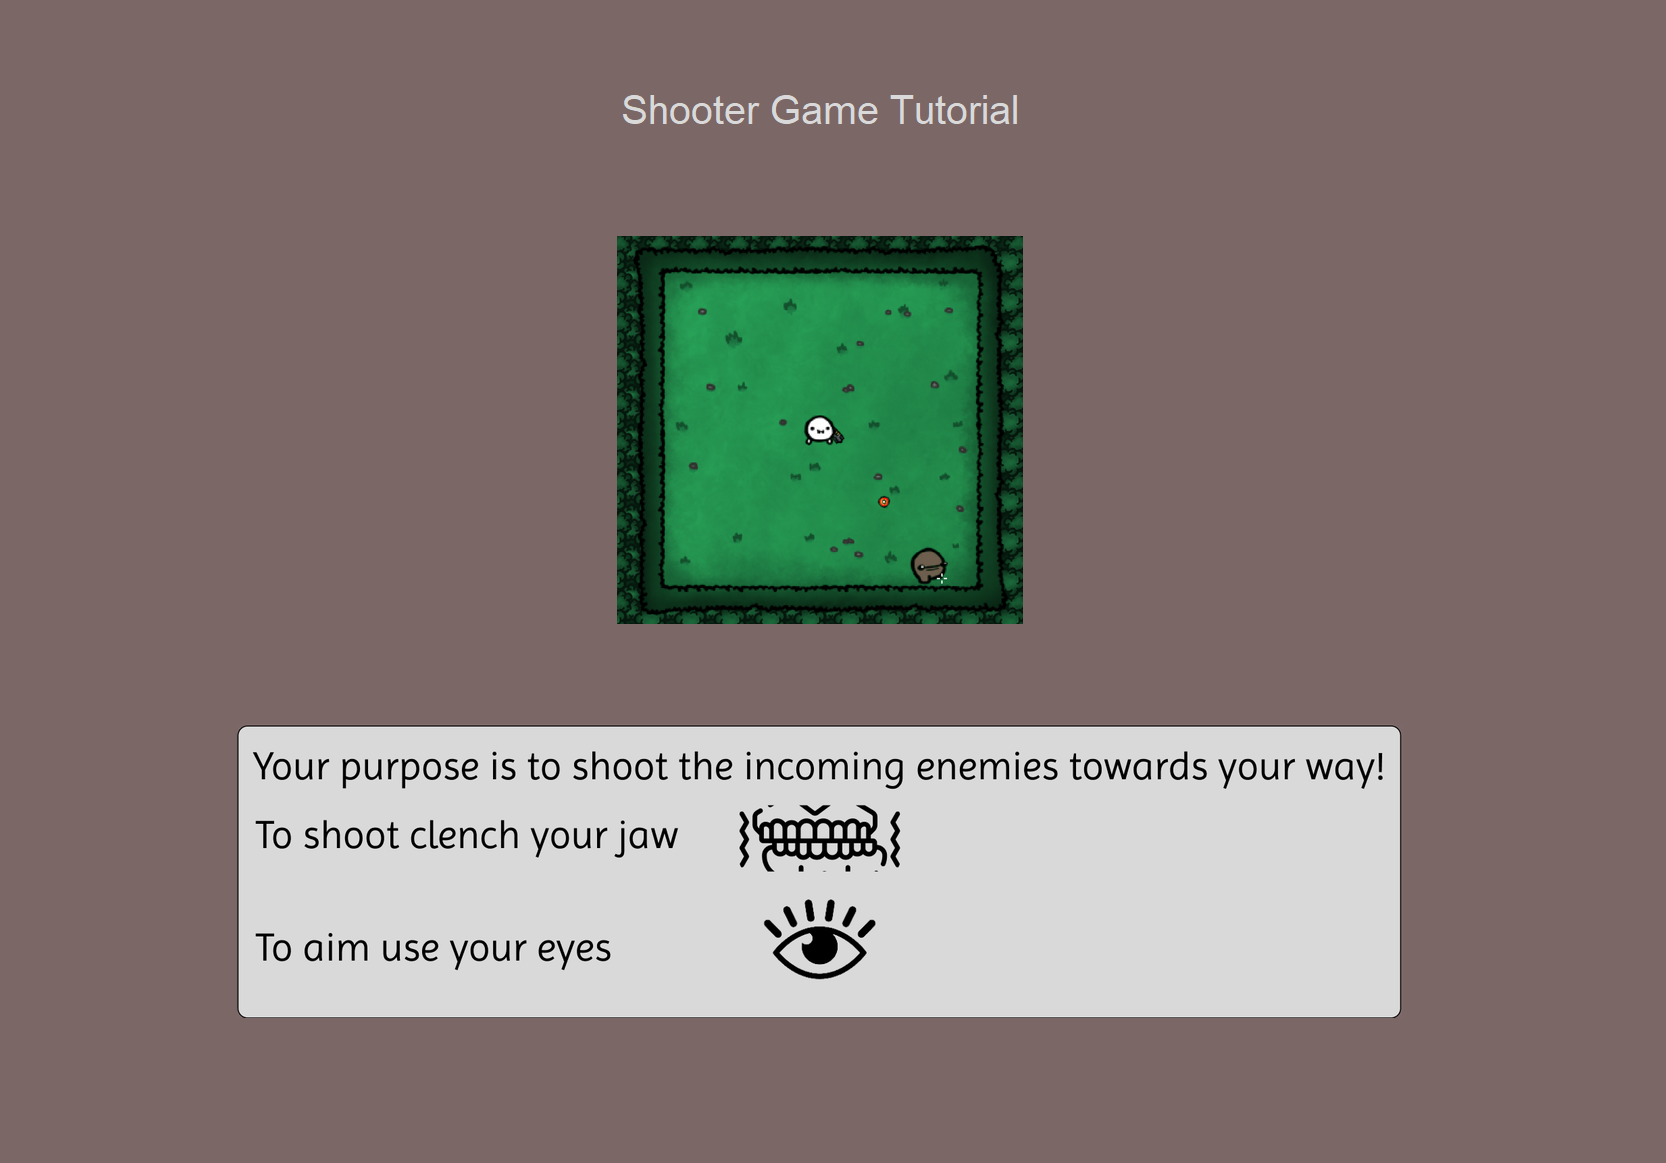 Shooter Game Tutorial
Your purpose is to shoot the incoming enemies towards your way!
To shoot clench your jaw
To aim use your eyes